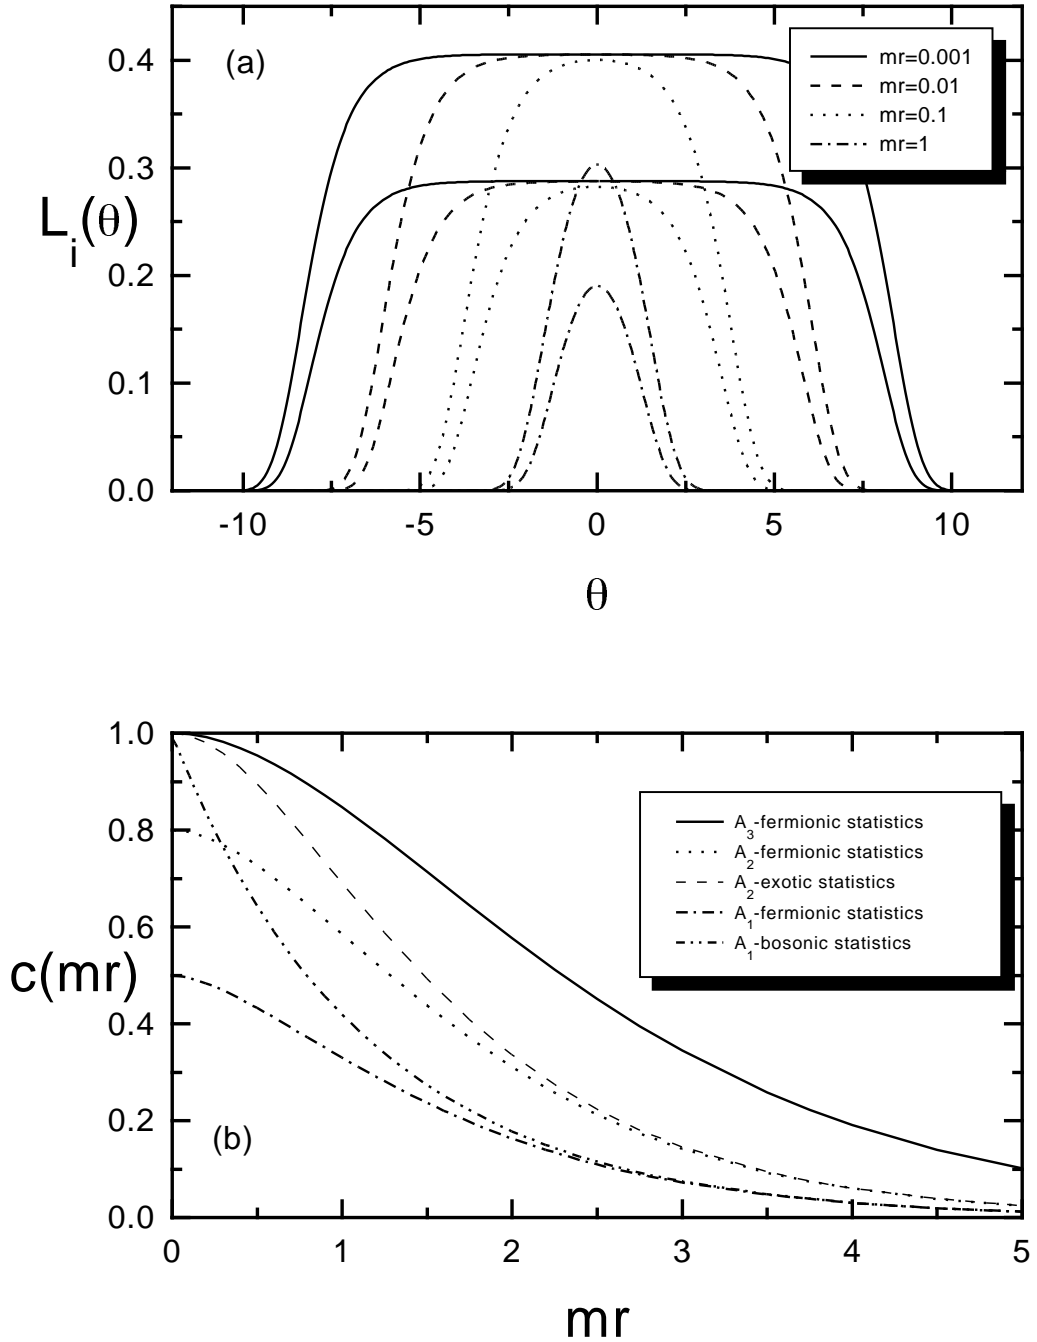 (a)
mr=0.001
mr=0.01
mr=0.1
mr=1
0.4
0.3
0.2
0.1
0.0
L_i(θ)
-10 -5 0 5 10
θ
1.0
0.8
0.6
0.4
0.2
0.0
c(mr)
A_3-fermionic statistics
A_2-fermionic statistics
A_2-exotic statistics
A_1-fermionic statistics
A_1-bosonic statistics
(b)
0 1 2 3 4 5
mr